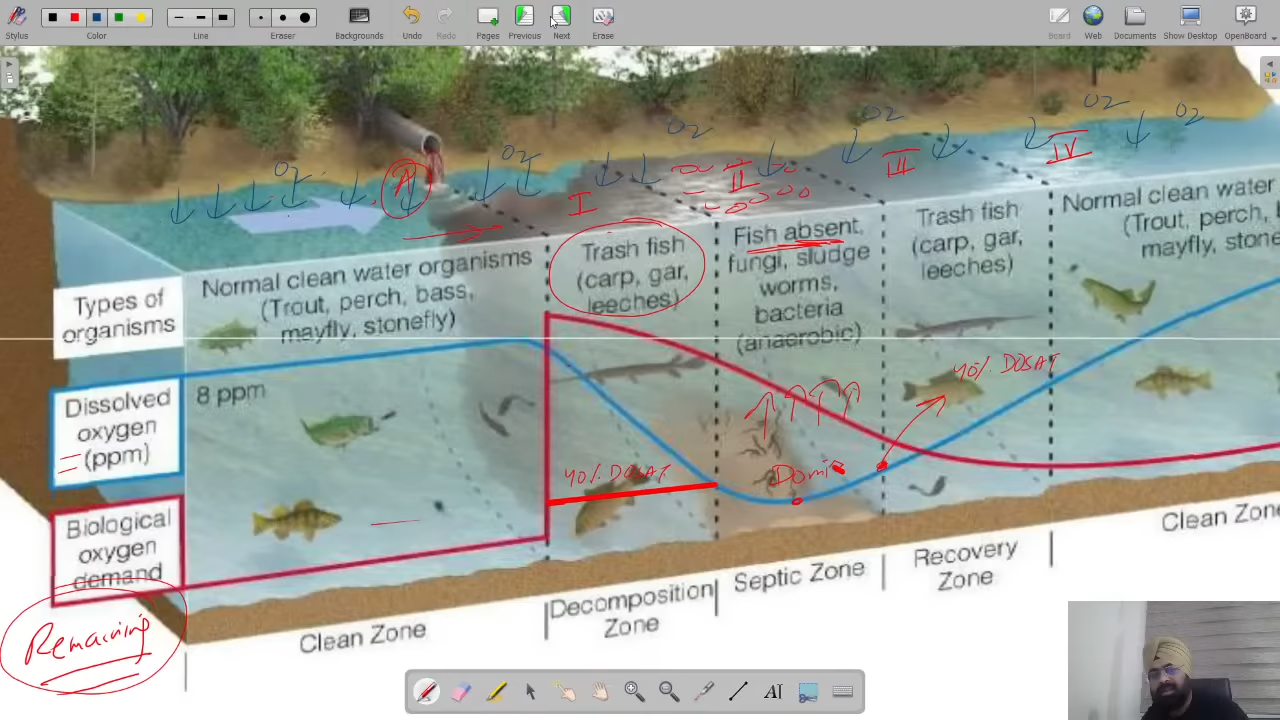 Stylus
Color
Line
Eraser
Backgrounds
Undo
Redo
Pages
Previous
Next
Erase
Board
Web
Documents
Show Desktop
OpenBoard
O2
O2
O2
O2
O2
O2
A
I
II
III
IV
Types of
organisms
Normal clean water organisms
(Trout, perch, bass,
mayfly, stonefly)
Trash fish
(carp, gar,
leeches)
Fish absent,
fungi, sludge
worms,
bacteria
(anaerobic)
Trash fish
(carp, gar,
leeches)
Normal clean water
(Trout, perch,
mayfly, stone
Dissolved
oxygen
(ppm)
8 ppm
40% DOSAT
40% DOSAT
Biological
oxygen
demand
Remaining
Clean Zone
Decomposition
Zone
Septic Zone
Recovery
Zone
Clean Zone
AI